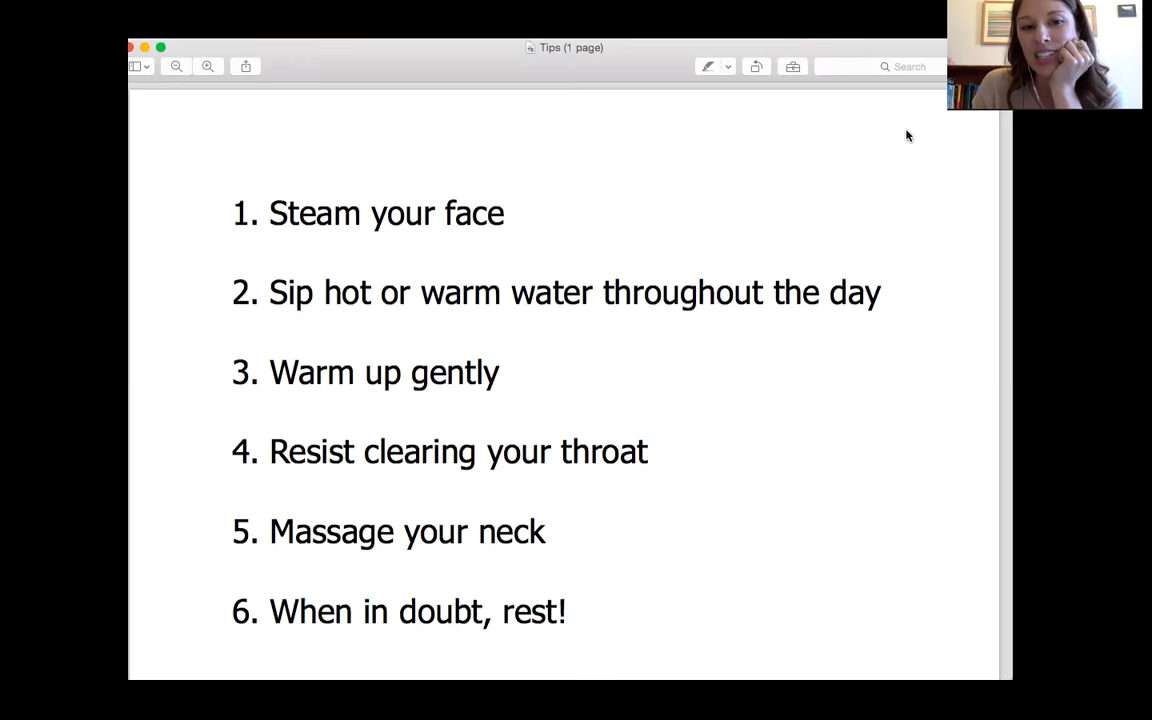 Tips (1 page)
Search
1. Steam your face
2. Sip hot or warm water throughout the day
3. Warm up gently
4. Resist clearing your throat
5. Massage your neck
6. When in doubt, rest!